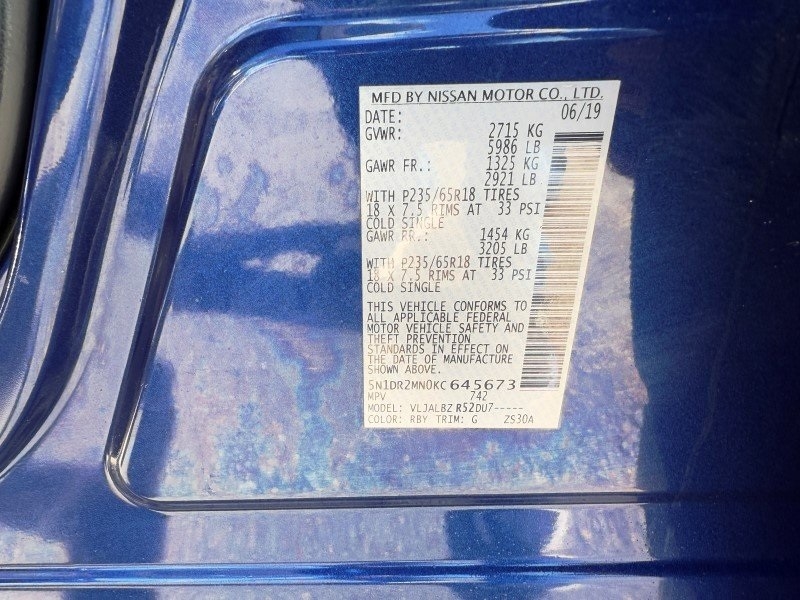 MFD BY NISSAN MOTOR CO., LTD.
DATE: 06/19
GVWR: 2715 KG
5986 LB
GAWR FR.: 1325 KG
2921 LB
WITH P235/65R18 TIRES
18 X 7.5 RIMS AT 33 PSI
COLD SINGLE
GAWR RR.: 1454 KG
3205 LB
WITH P235/65R18 TIRES
18 X 7.5 RIMS AT 33 PSI
COLD SINGLE
THIS VEHICLE CONFORMS TO
ALL APPLICABLE FEDERAL
MOTOR VEHICLE SAFETY AND
THEFT PREVENTION
STANDARDS IN EFFECT ON
THE DATE OF MANUFACTURE
SHOWN ABOVE.
5N1DR2MN0KC645673
MPV 742
MODEL: VLJALBZ R52DU7-----
COLOR: RBY TRIM: G ZS30A